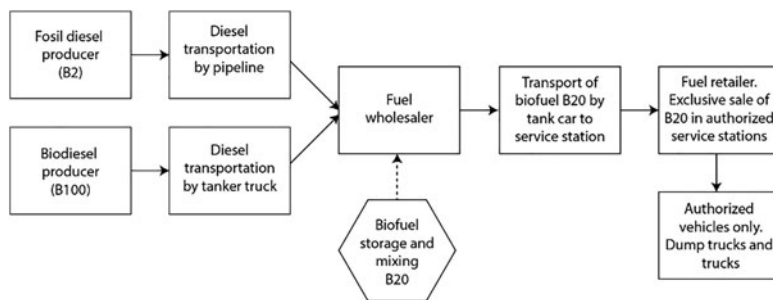 Fosil diesel
producer
(B2)
Diesel
transportation
by pipeline
Biodiesel
producer
(B100)
Diesel
transportation
by tanker truck
Fuel
wholesaler
Biofuel
storage and
mixing
B20
Transport of
biofuel B20 by
tank car to
service station
Fuel retailer.
Exclusive sale of
B20 in authorized
service stations
Authorized
vehicles only.
Dump trucks and
trucks